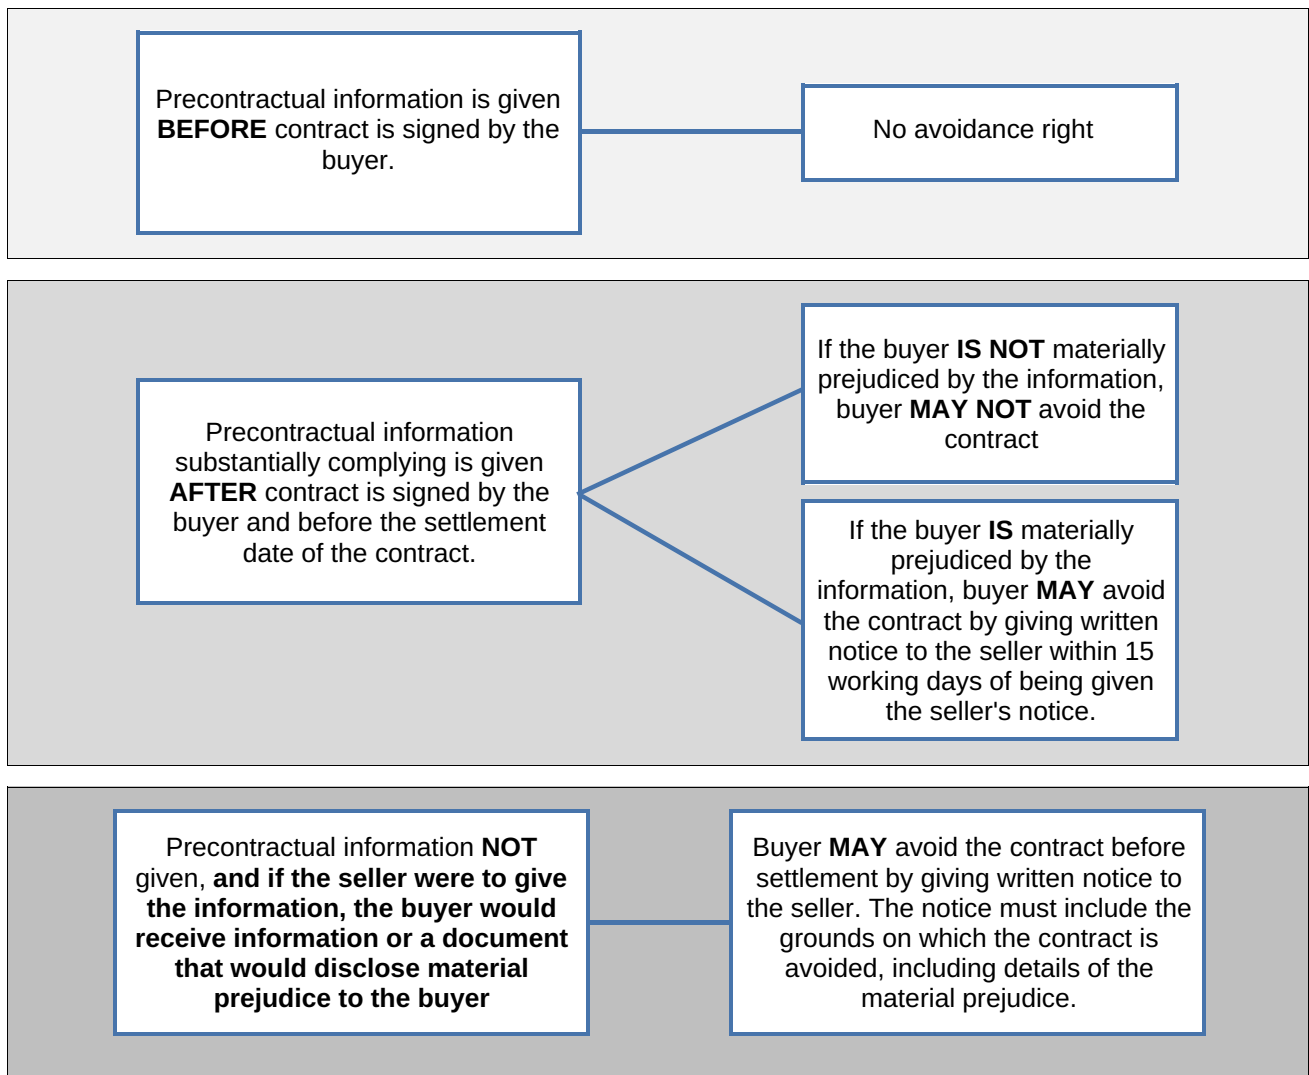 Precontractual information is given
BEFORE contract is signed by the
buyer.
No avoidance right
Precontractual information
substantially complying is given
AFTER contract is signed by the
buyer and before the settlement
date of the contract.
If the buyer IS NOT materially
prejudiced by the information,
buyer MAY NOT avoid the
contract
If the buyer IS materially
prejudiced by the
information, buyer MAY avoid
the contract by giving written
notice to the seller within 15
working days of being given
the seller's notice.
Precontractual information NOT
given, and if the seller were to give
the information, the buyer would
receive information or a document
that would disclose material
prejudice to the buyer
Buyer MAY avoid the contract before
settlement by giving written notice to
the seller. The notice must include the
grounds on which the contract is
avoided, including details of the
material prejudice.